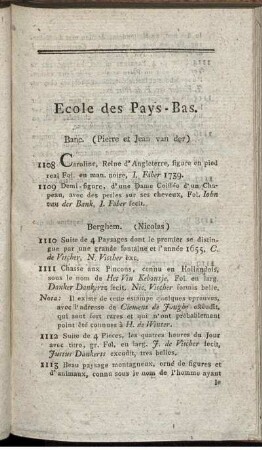 Ecole des Pays-Bas.
Banc. (Pierre et Jean van der)
1108 Caroline, Reine d'Angleterre, figure en pied
real Fol. en man. noire, I. Faber 1739.
1109 Demi-figure, d'une Dame Coiffée d'un Cha-
peau, avec des perles sur ses cheveux, Fol. Iohn
van der Bank, I. Faber fecit.
Berghem. (Nicolas)
1110 Suite de 4 Paysages dont le premier se distin-
gue par une grande fontaine et l'année 1655, C.
de Visscher, N. Visscher exc.
1111 Chasse aux Pincons, connu en Hollandois,
sous le nom de Het Vin Kebaantje, Fol. en larg.
Danker Dankerzs fecit. Nic. Visscher formis belle.
Nota: Il existe de cette estampe quelques epreuves,
avec l'adresse de Clement de Jonghe excudit,
qui sont fort rares et qui n'ont probablement
point été connues à H. de Winter.
1112 Suite de 4 Pieces, les quatres heures du Jour
avec titre, gr. Fol. en larg. J. de Visscher fecit,
Justus Dankerts excudit, tres belles.
1113 Beau paysage montagneux, orné de figures et
d'animaux, connu sous le nom de l'homme ayant
le